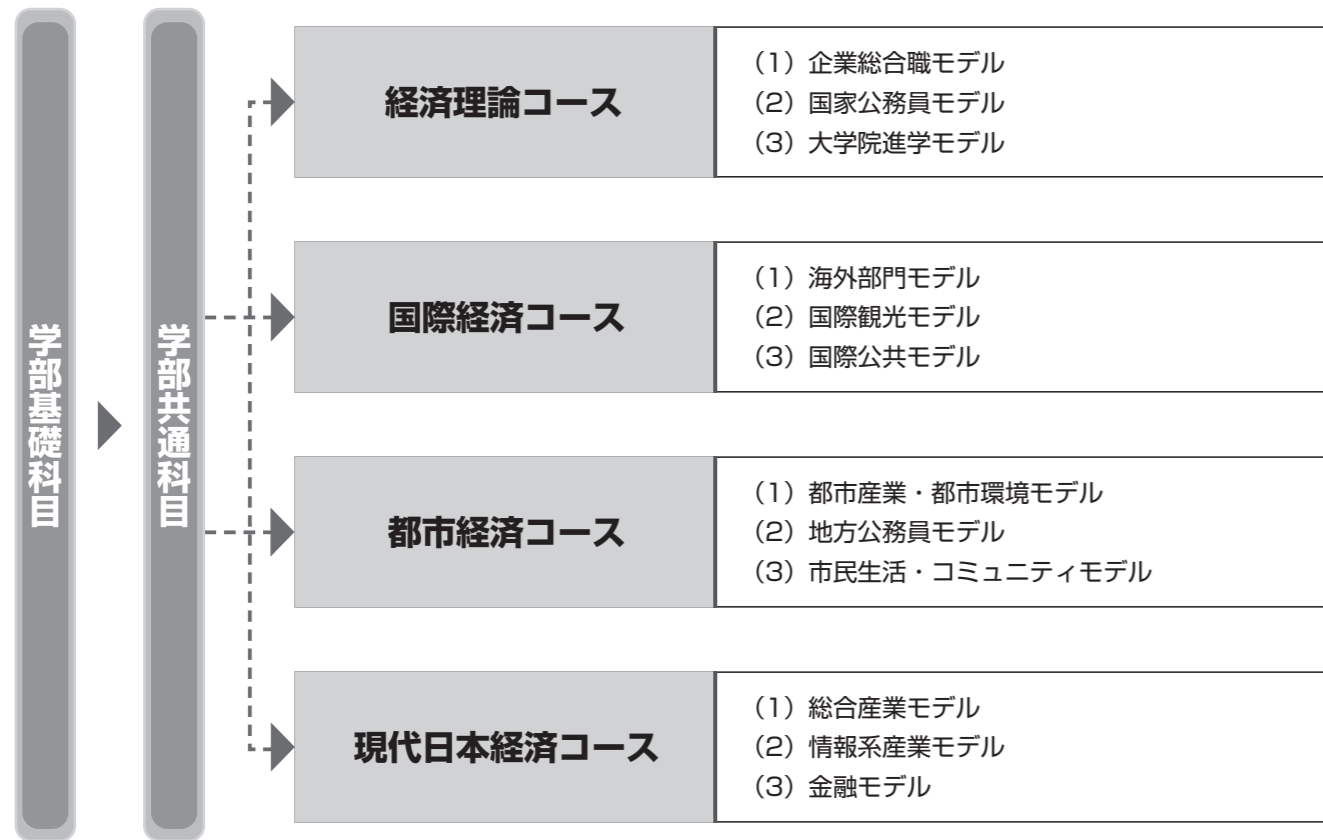 学部基礎科目
学部共通科目
経済理論コース
（1）企業総合職モデル
（2）国家公務員モデル
（3）大学院進学モデル
国際経済コース
（1）海外部門モデル
（2）国際観光モデル
（3）国際公共モデル
都市経済コース
（1）都市産業・都市環境モデル
（2）地方公務員モデル
（3）市民生活・コミュニティモデル
現代日本経済コース
（1）総合産業モデル
（2）情報系産業モデル
（3）金融モデル